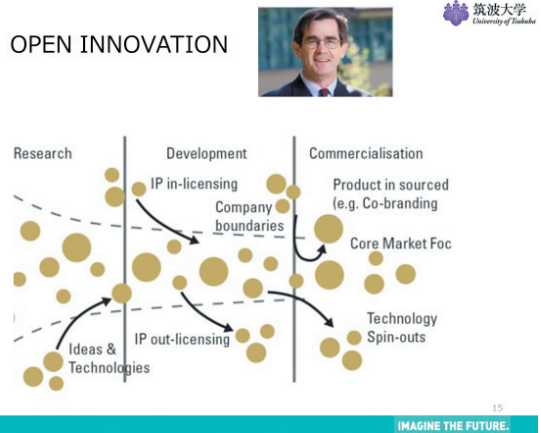 OPEN INNOVATION
筑波大学
University of Tsukuba
Research
Development
Commercialisation
IP in-licensing
Product in sourced
(e.g. Co-branding
Company
boundaries
Core Market Foc
Technology
Spin-outs
IP out-licensing
Ideas &
Technologies
15
IMAGINE THE FUTURE.